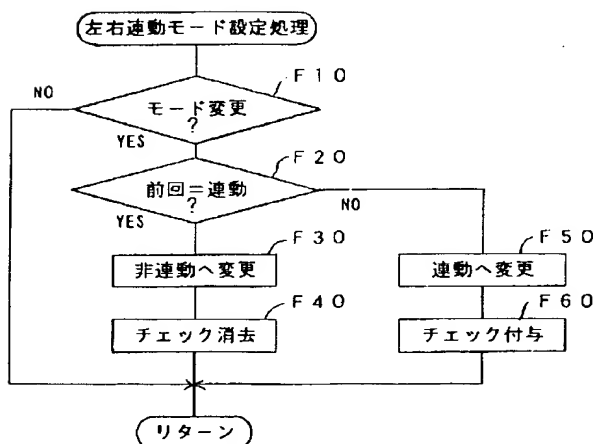 左右連動モード設定処理
F10
NO
モード変更
?
YES
F20
前回=連動
?
YES
NO
F30
非連動へ変更
F50
連動へ変更
F40
チェック消去
F60
チェック付与
リターン